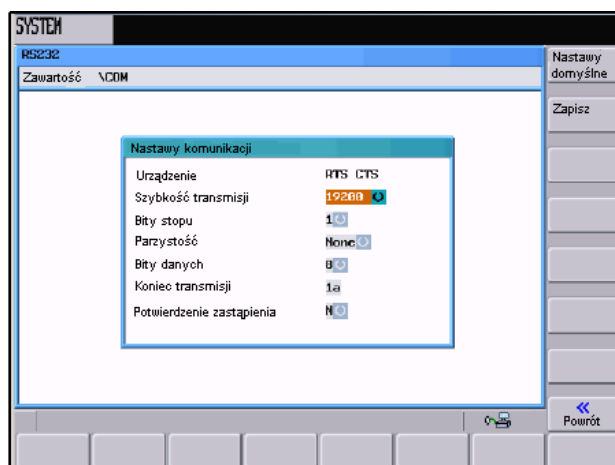 SYSTEM
RS232
Zawartość \COM
Nastawy domyślne
Zapisz
Nastawy komunikacji
Urządzenie RTS CTS
Szybkość transmisji 19200
Bity stopu 1
Parzystość None
Bity danych 8
Koniec transmisji 1a
Potwierdzenie zastąpienia N
Powrót